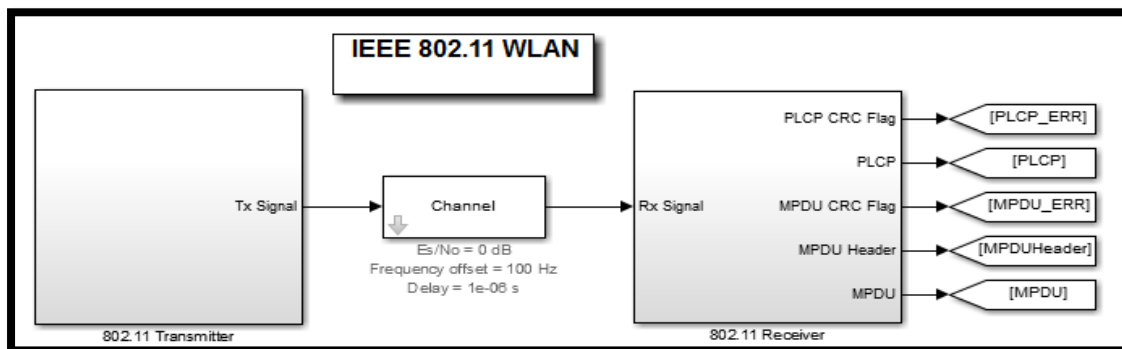 IEEE 802.11 WLAN
Tx Signal
802.11 Transmitter
Channel
Es/No = 0 dB
Frequency offset = 100 Hz
Delay = 1e-06 s
Rx Signal
PLCP CRC Flag
PLCP
MPDU CRC Flag
MPDU Header
MPDU
802.11 Receiver
[PLCP_ERR]
[PLCP]
[MPDU_ERR]
[MPDUHeader]
[MPDU]